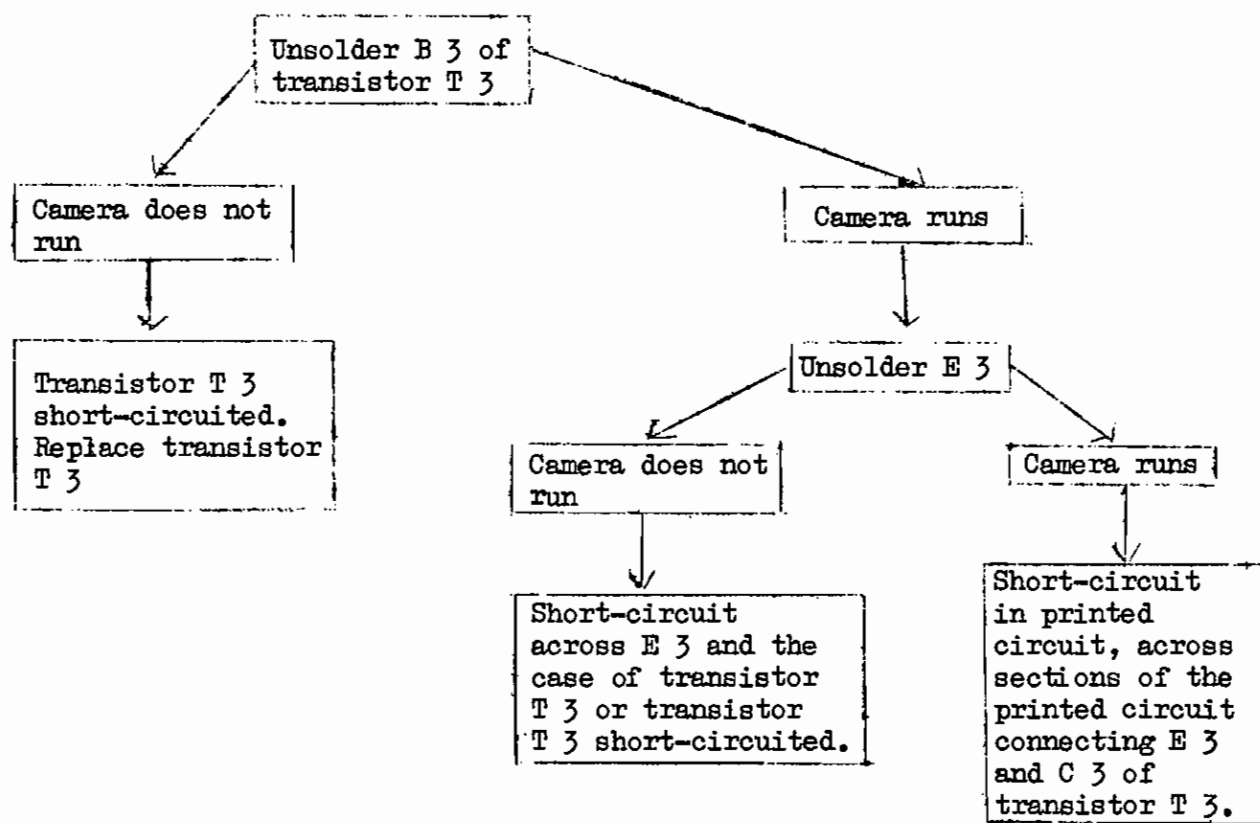 Unsolder B 3 of
transistor T 3
Camera does not
run
Camera runs
Transistor T 3
short-circuited.
Replace transistor
T 3
Unsolder E 3
Camera does not
run
Camera runs
Short-circuit
across E 3 and the
case of transistor
T 3 or transistor
T 3 short-circuited.
Short-circuit
in printed
circuit, across
sections of the
printed circuit
connecting E 3
and C 3 of
transistor T 3.